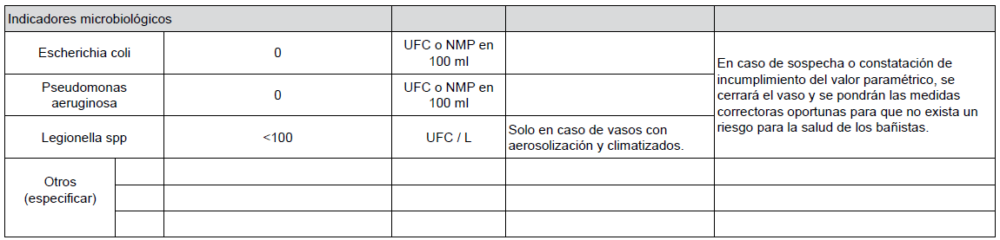 Indicadores microbiológicos
Escherichia coli
0
UFC o NMP en
100 ml
En caso de sospecha o constatación de
incumplimiento del valor paramétrico, se
cerrará el vaso y se pondrán las medidas
correctoras oportunas para que no exista un
riesgo para la salud de los bañistas.
Pseudomonas
aeruginosa
0
UFC o NMP en
100 ml
Legionella spp
<100
UFC / L
Solo en caso de vasos con
aerosolización y climatizados.
Otros
(especificar)